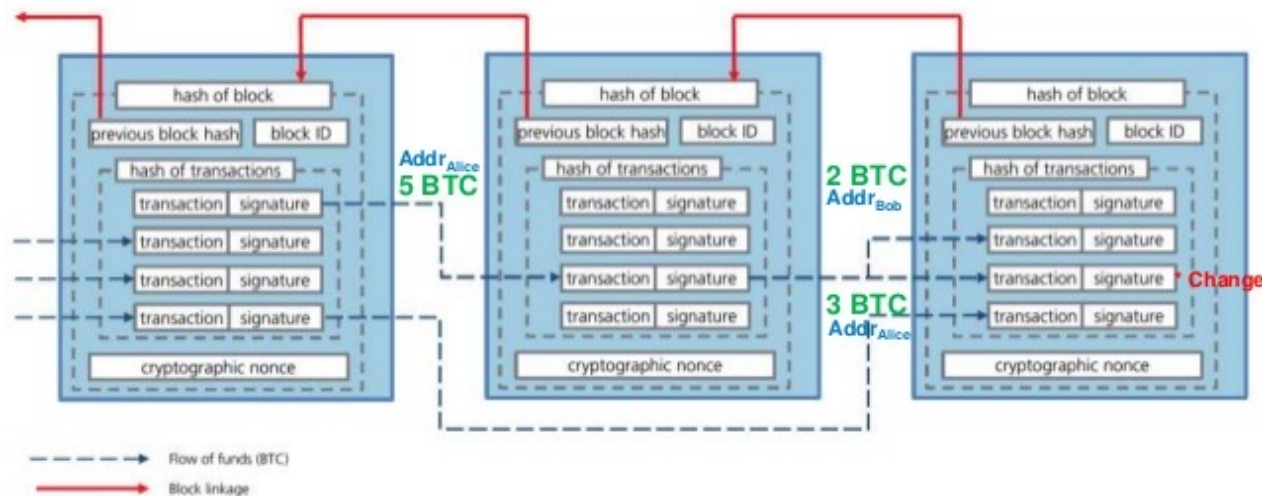 hash of block
previous block hash
block ID
hash of transactions
transaction signature
transaction signature
transaction signature
transaction signature
cryptographic nonce
Addr_Alice
5 BTC
hash of block
previous block hash
block ID
hash of transactions
transaction signature
transaction signature
transaction signature
transaction signature
cryptographic nonce
2 BTC
Addr_Bob
3 BTC
Addr_Alice
hash of block
previous block hash
block ID
hash of transactions
transaction signature
transaction signature
transaction signature
* Change
transaction signature
cryptographic nonce
Flow of funds (BTC)
Block linkage